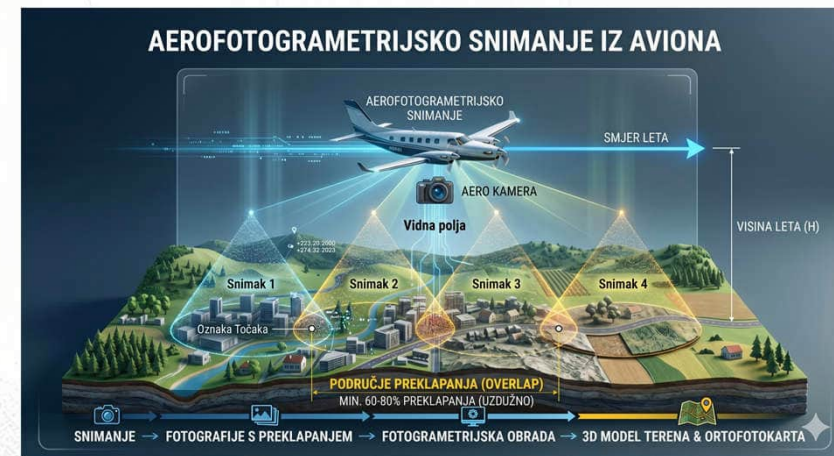 AEROFOTOGRAMETRIJSKO SNIMANJE IZ AVIONA
AEROFOTOGRAMETRIJSKO
SNIMANJE
SMJER LETA
AERO KAMERA
Vidna polja
VISINA LETA (H)
Snimak 1
Snimak 2
Snimak 3
Snimak 4
Oznaka Točaka
PODRUČJE PREKLAPANJA (OVERLAP)
MIN. 60-80% PREKLAPANJA (UZDUŽNO)
SNIMANJE → FOTOGRAFIJE S PREKLAPANJEM → FOTOGRAMETRIJSKA OBRADA → 3D MODEL TERENA & ORTOFOTOKARTA